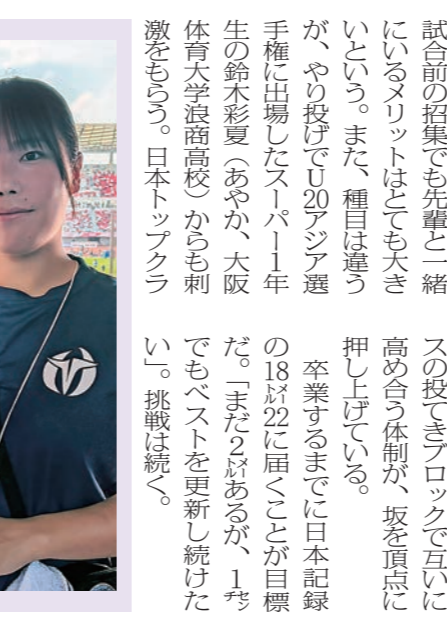 試合前の招集でも先輩と一緒
にいるメリットはとても大き
いという。また、種目は違う
が、やり投げでU20アジア選
手権に出場したスーパー1年
生の鈴木彩夏（あやか、大阪
体育大学浪商高校）からも刺
激をもらう。日本トップクラ
スの投てきブロックで互いに
高め合う体制が、坂を頂点に
押し上げている。
卒業するまでに日本記録
の18㍍22に届くことが目標
だ。「まだ2㍍あるが、1㌢
でもベストを更新し続けた
い」。挑戦は続く。